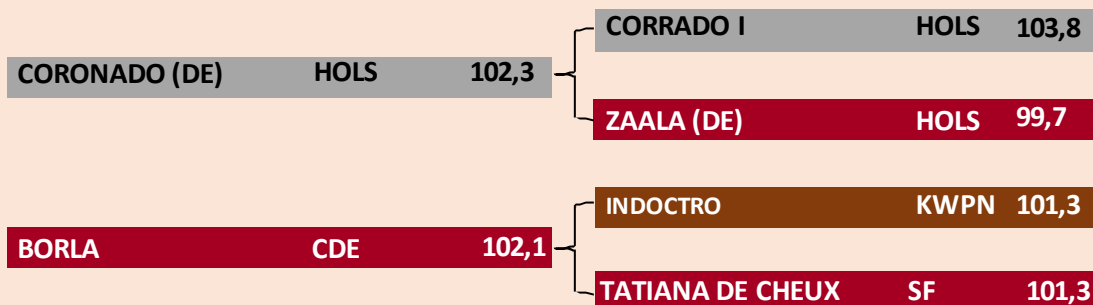 CORRADO I HOLS 103,8
CORONADO (DE) HOLS 102,3
ZAALA (DE) HOLS 99,7
INDOCTRO KWPN 101,3
BORLA CDE 102,1
TATIANA DE CHEUX SF 101,3